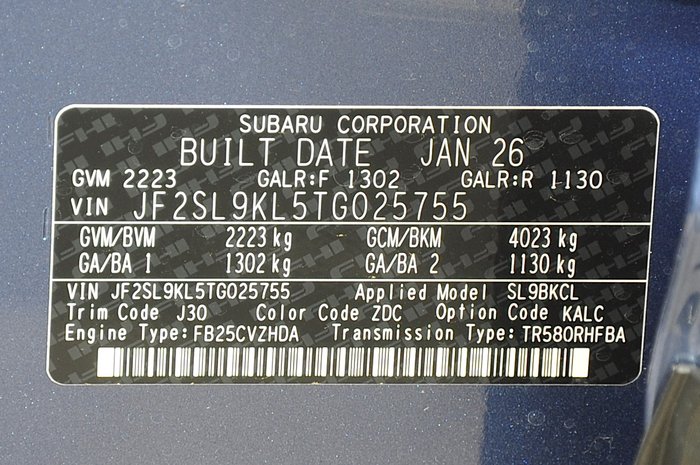 SUBARU CORPORATION
BUILT DATE JAN 26
GVM 2223 GALR:F 1302 GALR:R 1130
VIN JF2SL9KL5TG025755
GVM/BVM 2223 kg GCM/BKM 4023 kg
GA/BA 1 1302 kg GA/BA 2 1130 kg
VIN JF2SL9KL5TG025755 Applied Model SL9BKCL
Trim Code J30 Color Code ZDC Option Code KALC
Engine Type: FB25CVZHDA Transmission Type: TR580RHFBA